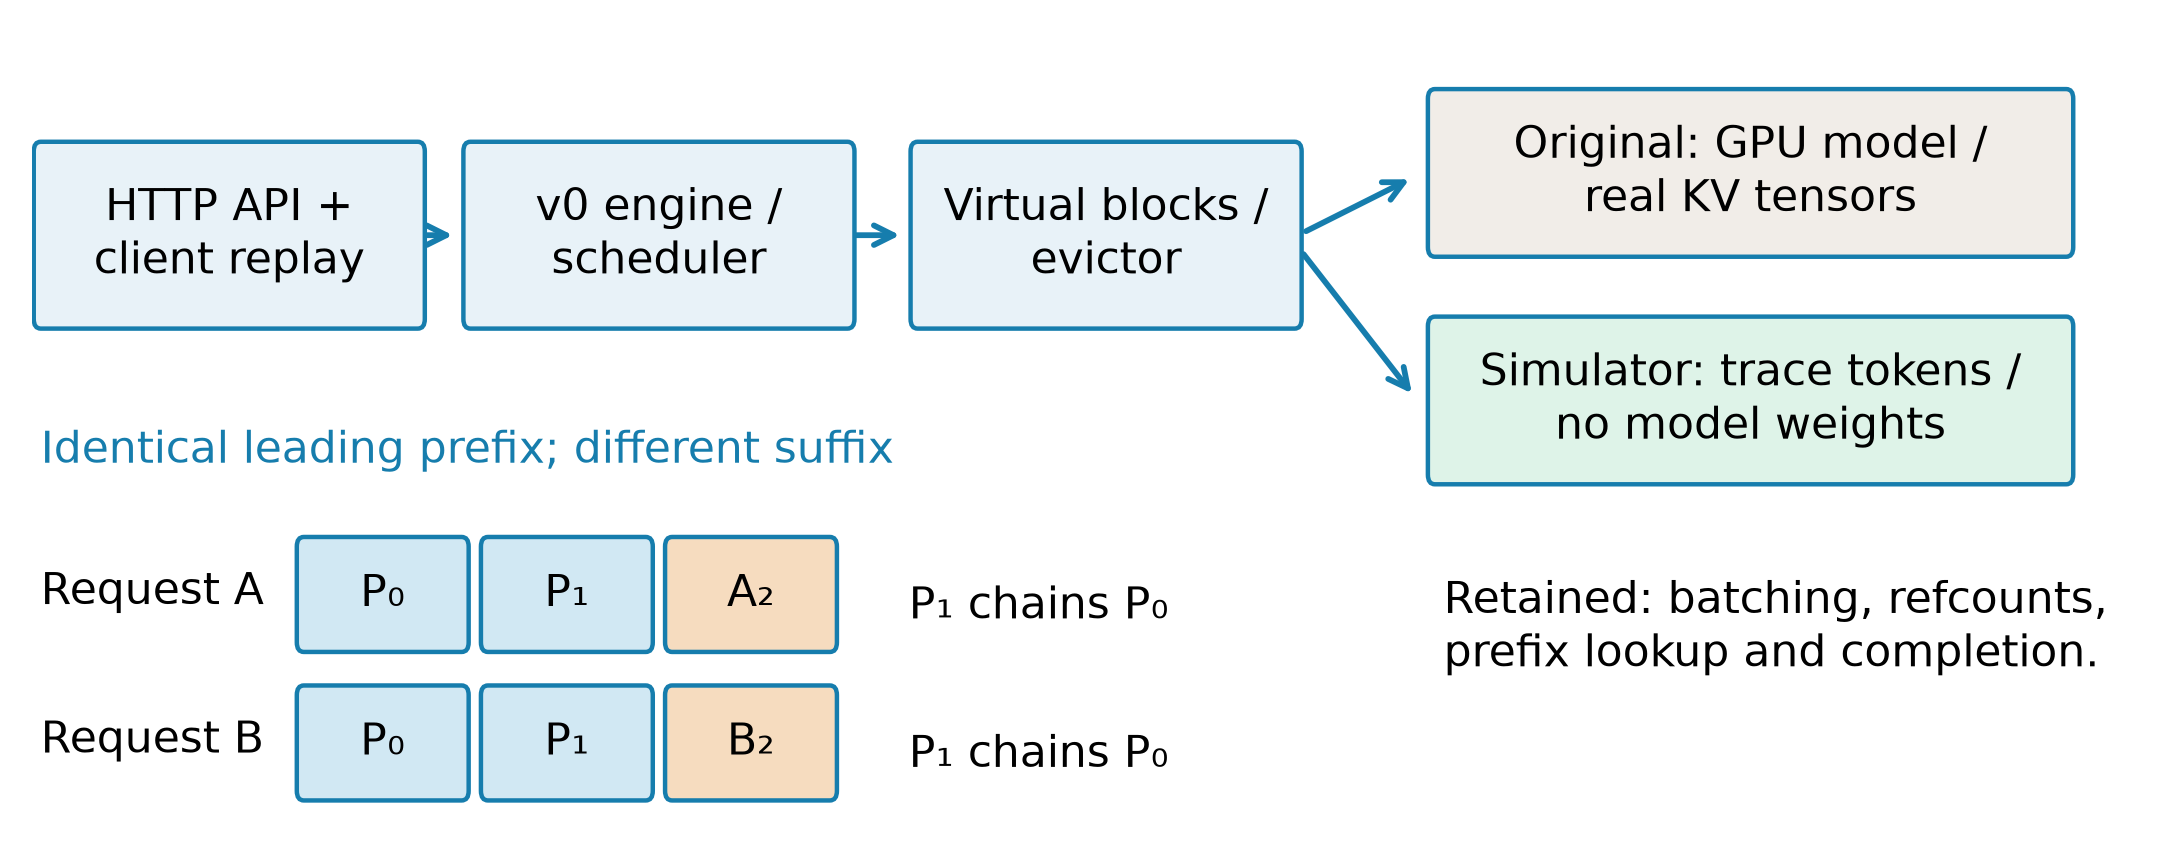 HTTP API +
client replay
v0 engine /
scheduler
Virtual blocks /
evictor
Original: GPU model /
real KV tensors
Simulator: trace tokens /
no model weights
Identical leading prefix; different suffix
Request A
P₀
P₁
A₂
P₁ chains P₀
Request B
P₀
P₁
B₂
P₁ chains P₀
Retained: batching, refcounts,
prefix lookup and completion.